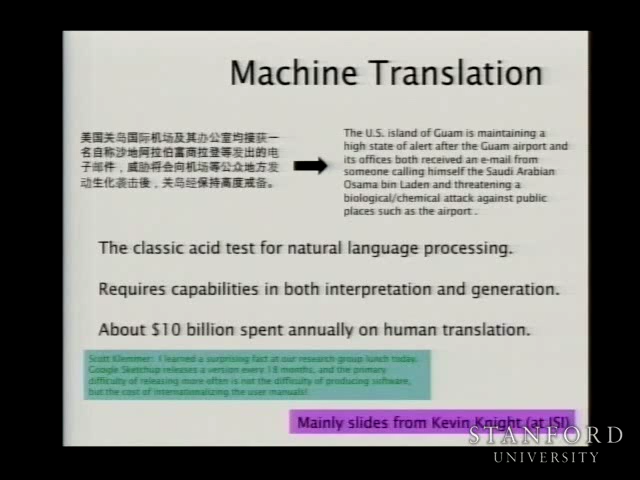 Machine Translation
美国关岛国际机场及其办公室均接获一
名自称沙地阿拉伯富商拉登等发出的电
子邮件，威胁将会向机场等公众地方发
动生化袭击後，关岛经保持高度戒备。
The U.S. island of Guam is maintaining a
high state of alert after the Guam airport and
its offices both received an e-mail from
someone calling himself the Saudi Arabian
Osama bin Laden and threatening a
biological/chemical attack against public
places such as the airport .
The classic acid test for natural language processing.
Requires capabilities in both interpretation and generation.
About $10 billion spent annually on human translation.
Scott Klemmer: I learned a surprising fact at our research group lunch today.
Google Sketchup releases a version every 18 months, and the primary
difficulty of releasing more often is not the difficulty of producing software,
but the cost of internationalizing the user manuals!
Mainly slides from Kevin Knight (at ISI)
STANFORD
UNIVERSITY